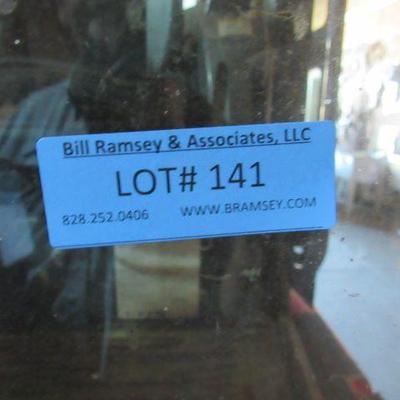 Bill Ramsey & Associates, LLC
LOT# 141
828.252.0406 WWW.BRAMSEY.COM